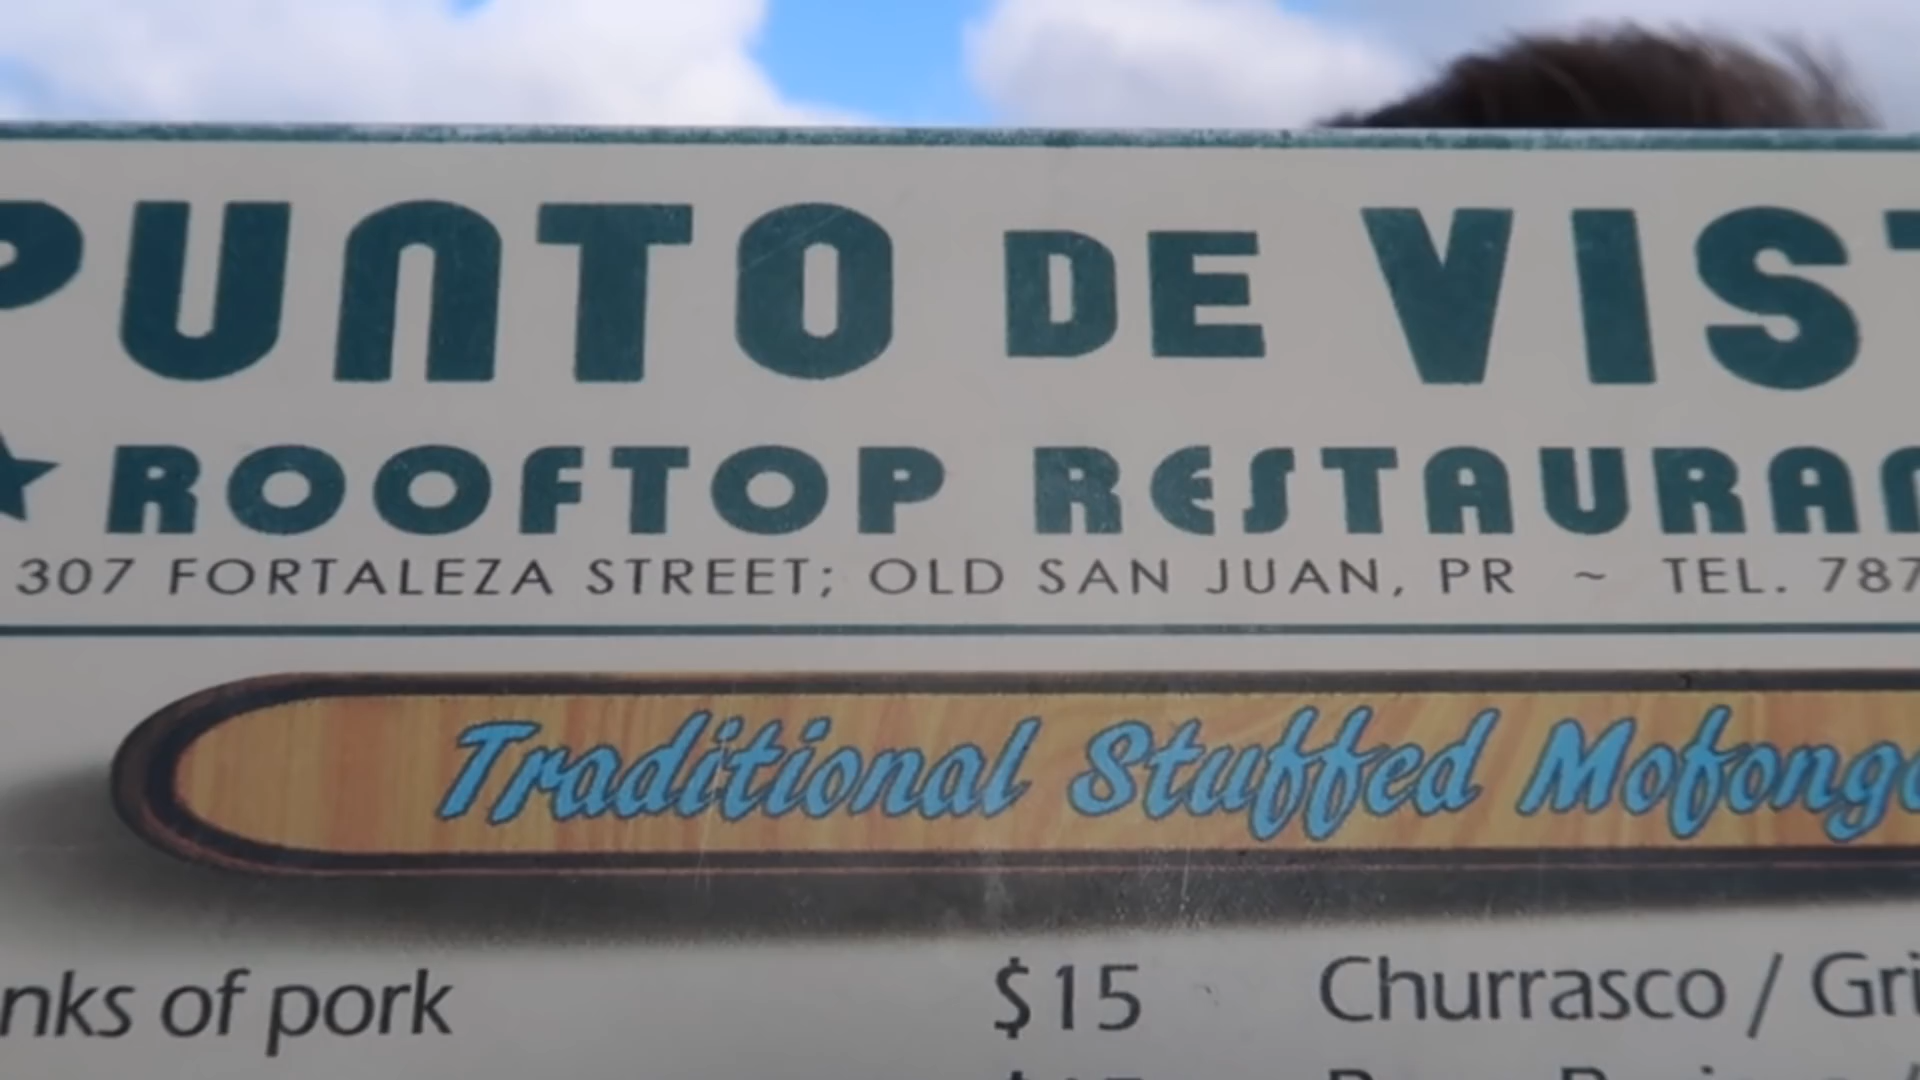 PUNTO DE VIST
ROOFTOP RESTAURAN
307 FORTALEZA STREET; OLD SAN JUAN, PR ~ TEL. 787
Traditional Stuffed Mofongo
nks of pork $15 Churrasco / Gri